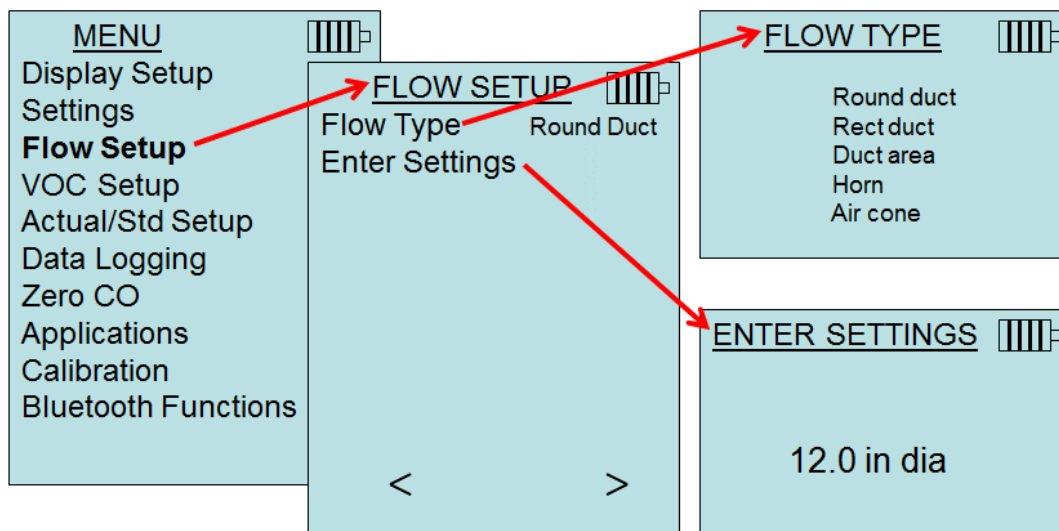 MENU
Display Setup
Settings
Flow Setup
VOC Setup
Actual/Std Setup
Data Logging
Zero CO
Applications
Calibration
Bluetooth Functions
FLOW SETUP
Flow Type Round Duct
Enter Settings
< >
FLOW TYPE
Round duct
Rect duct
Duct area
Horn
Air cone
ENTER SETTINGS
12.0 in dia